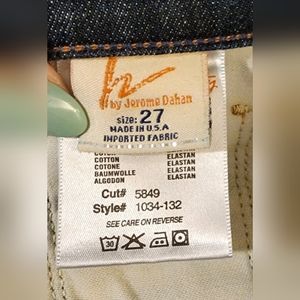 by Jerome Dahan
size: 27
MADE IN U.S.A
IMPORTED FABRIC
COTTON ELASTAN
COTONE ELASTAN
BAUMWOLLE ELASTAN
ALGODON ELASTAN
Cut# 5849
Style# 1034-132
SEE CARE ON REVERSE
30